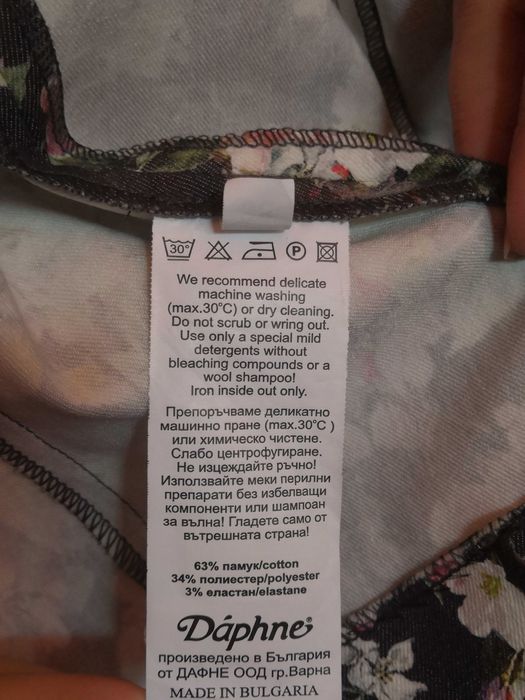 30°
P
We recommend delicate
machine washing
(max.30°C) or dry cleaning.
Do not scrub or wring out.
Use only a special mild
detergents without
bleaching compounds or a
wool shampoo!
Iron inside out only.
Препоръчваме деликатно
машинно пране (max.30°C )
или химическо чистене.
Слабо центрофугиране.
Не изцеждайте ръчно!
Използвайте меки перилни
препарати без избелващи
компоненти или шампоан
за вълна! Гладете само от
вътрешната страна!
63% памук/cotton
34% полиестер/polyester
3% еластан/elastane
Dáphne
произведено в България
от ДАФНЕ ООД гр.Варна
MADE IN BULGARIA